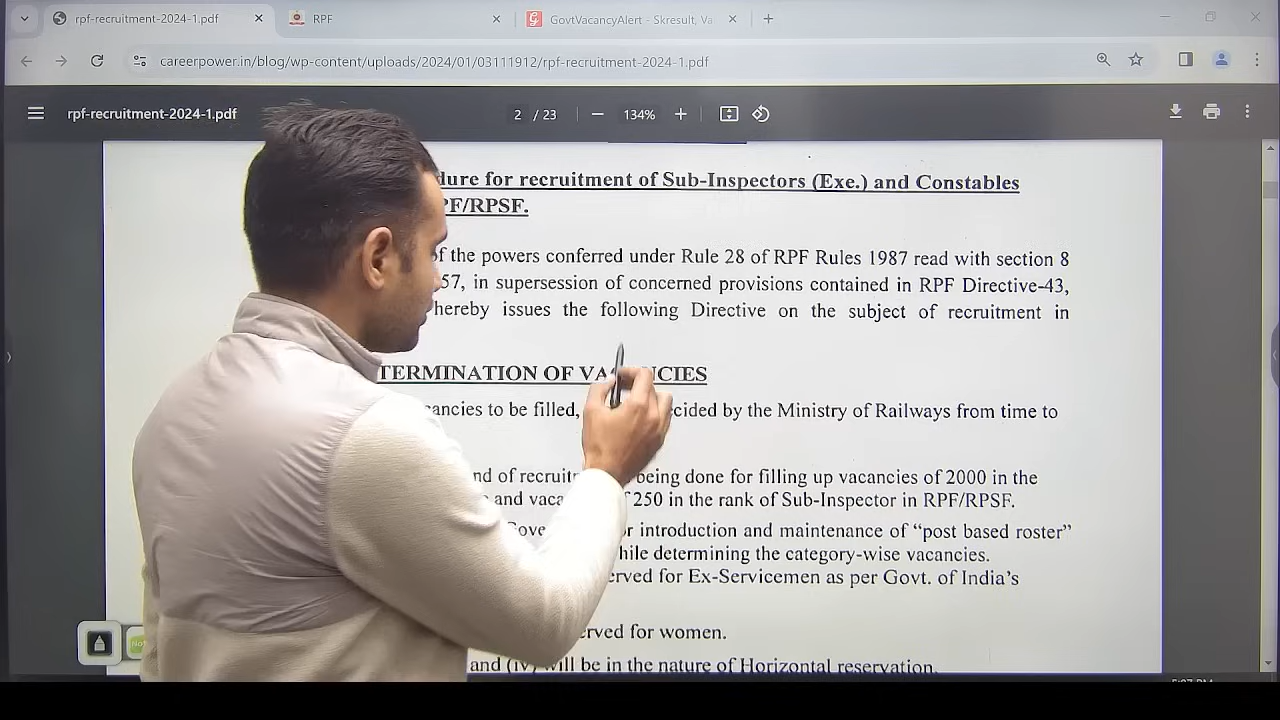 rpf-recruitment-2024-1.pdf
RPF
GovtVacancyAlert - Skresult, Va
careerpower.in/blog/wp-content/uploads/2024/01/03111912/rpf-recruitment-2024-1.pdf
rpf-recruitment-2024-1.pdf
2 / 23
134%
dure for recruitment of Sub-Inspectors (Exe.) and Constables
PF/RPSF.
of the powers conferred under Rule 28 of RPF Rules 1987 read with section 8
57, in supersession of concerned provisions contained in RPF Directive-43,
hereby issues the following Directive on the subject of recruitment in
TERMINATION OF VA NCIES
ancies to be filled, ecided by the Ministry of Railways from time to
nd of recruit being done for filling up vacancies of 2000 in the
and vaca f 250 in the rank of Sub-Inspector in RPF/RPSF.
Gove or introduction and maintenance of “post based roster”
hile determining the category-wise vacancies.
erved for Ex-Servicemen as per Govt. of India’s
erved for women.
and (iv) will be in the nature of Horizontal reservation.